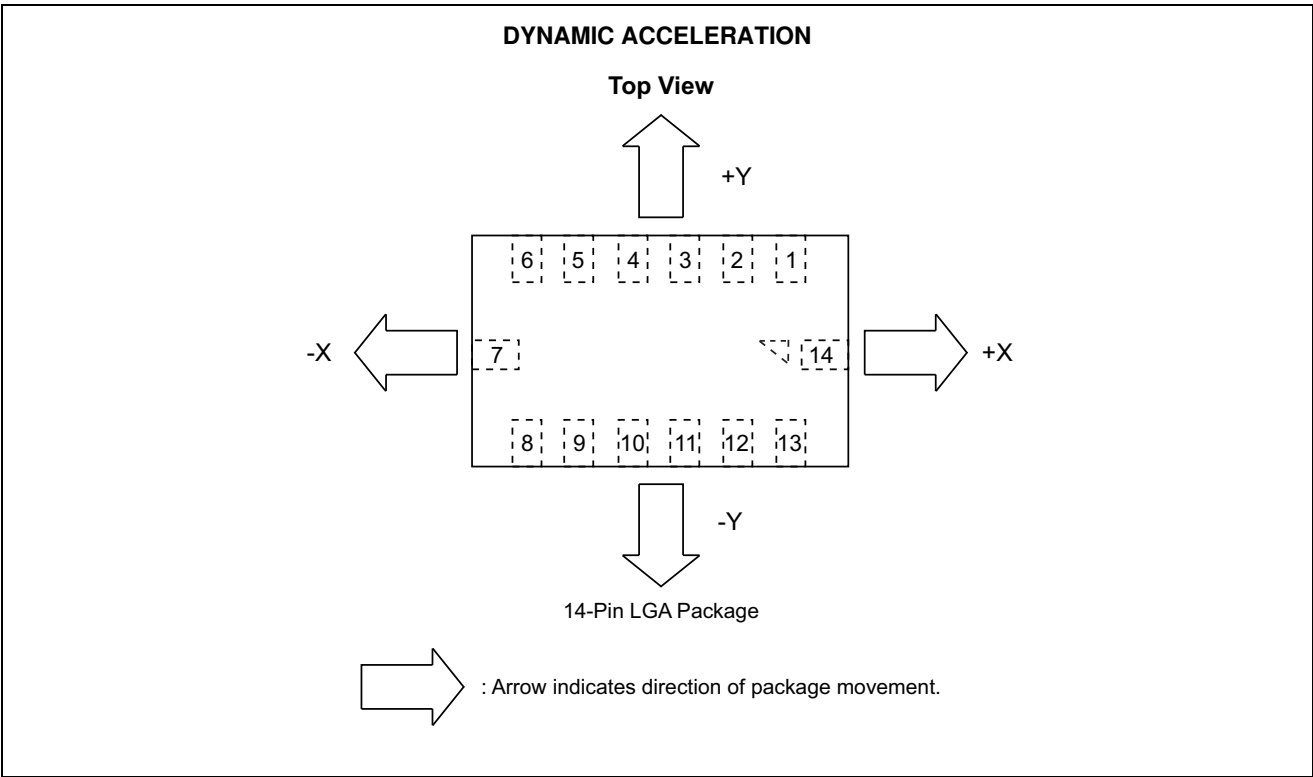 DYNAMIC ACCELERATION
Top View
+Y
6 5 4 3 2 1
-X 7 14 +X
8 9 10 11 12 13
-Y
14-Pin LGA Package
: Arrow indicates direction of package movement.